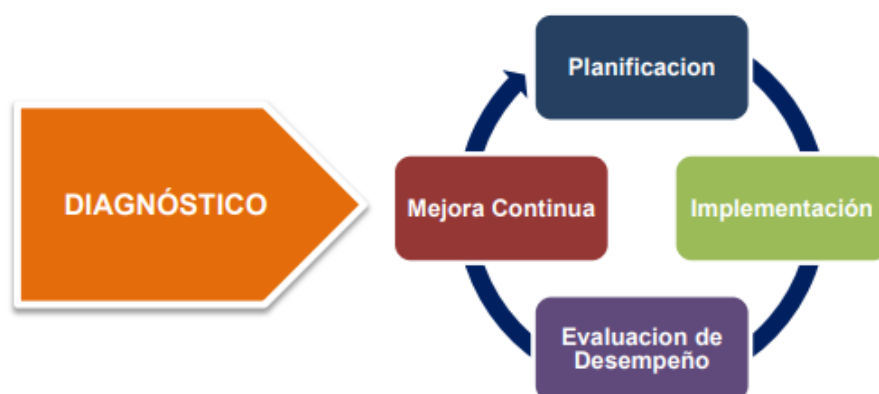 DIAGNÓSTICO
Planificacion
Implementación
Evaluacion de
Desempeño
Mejora Continua